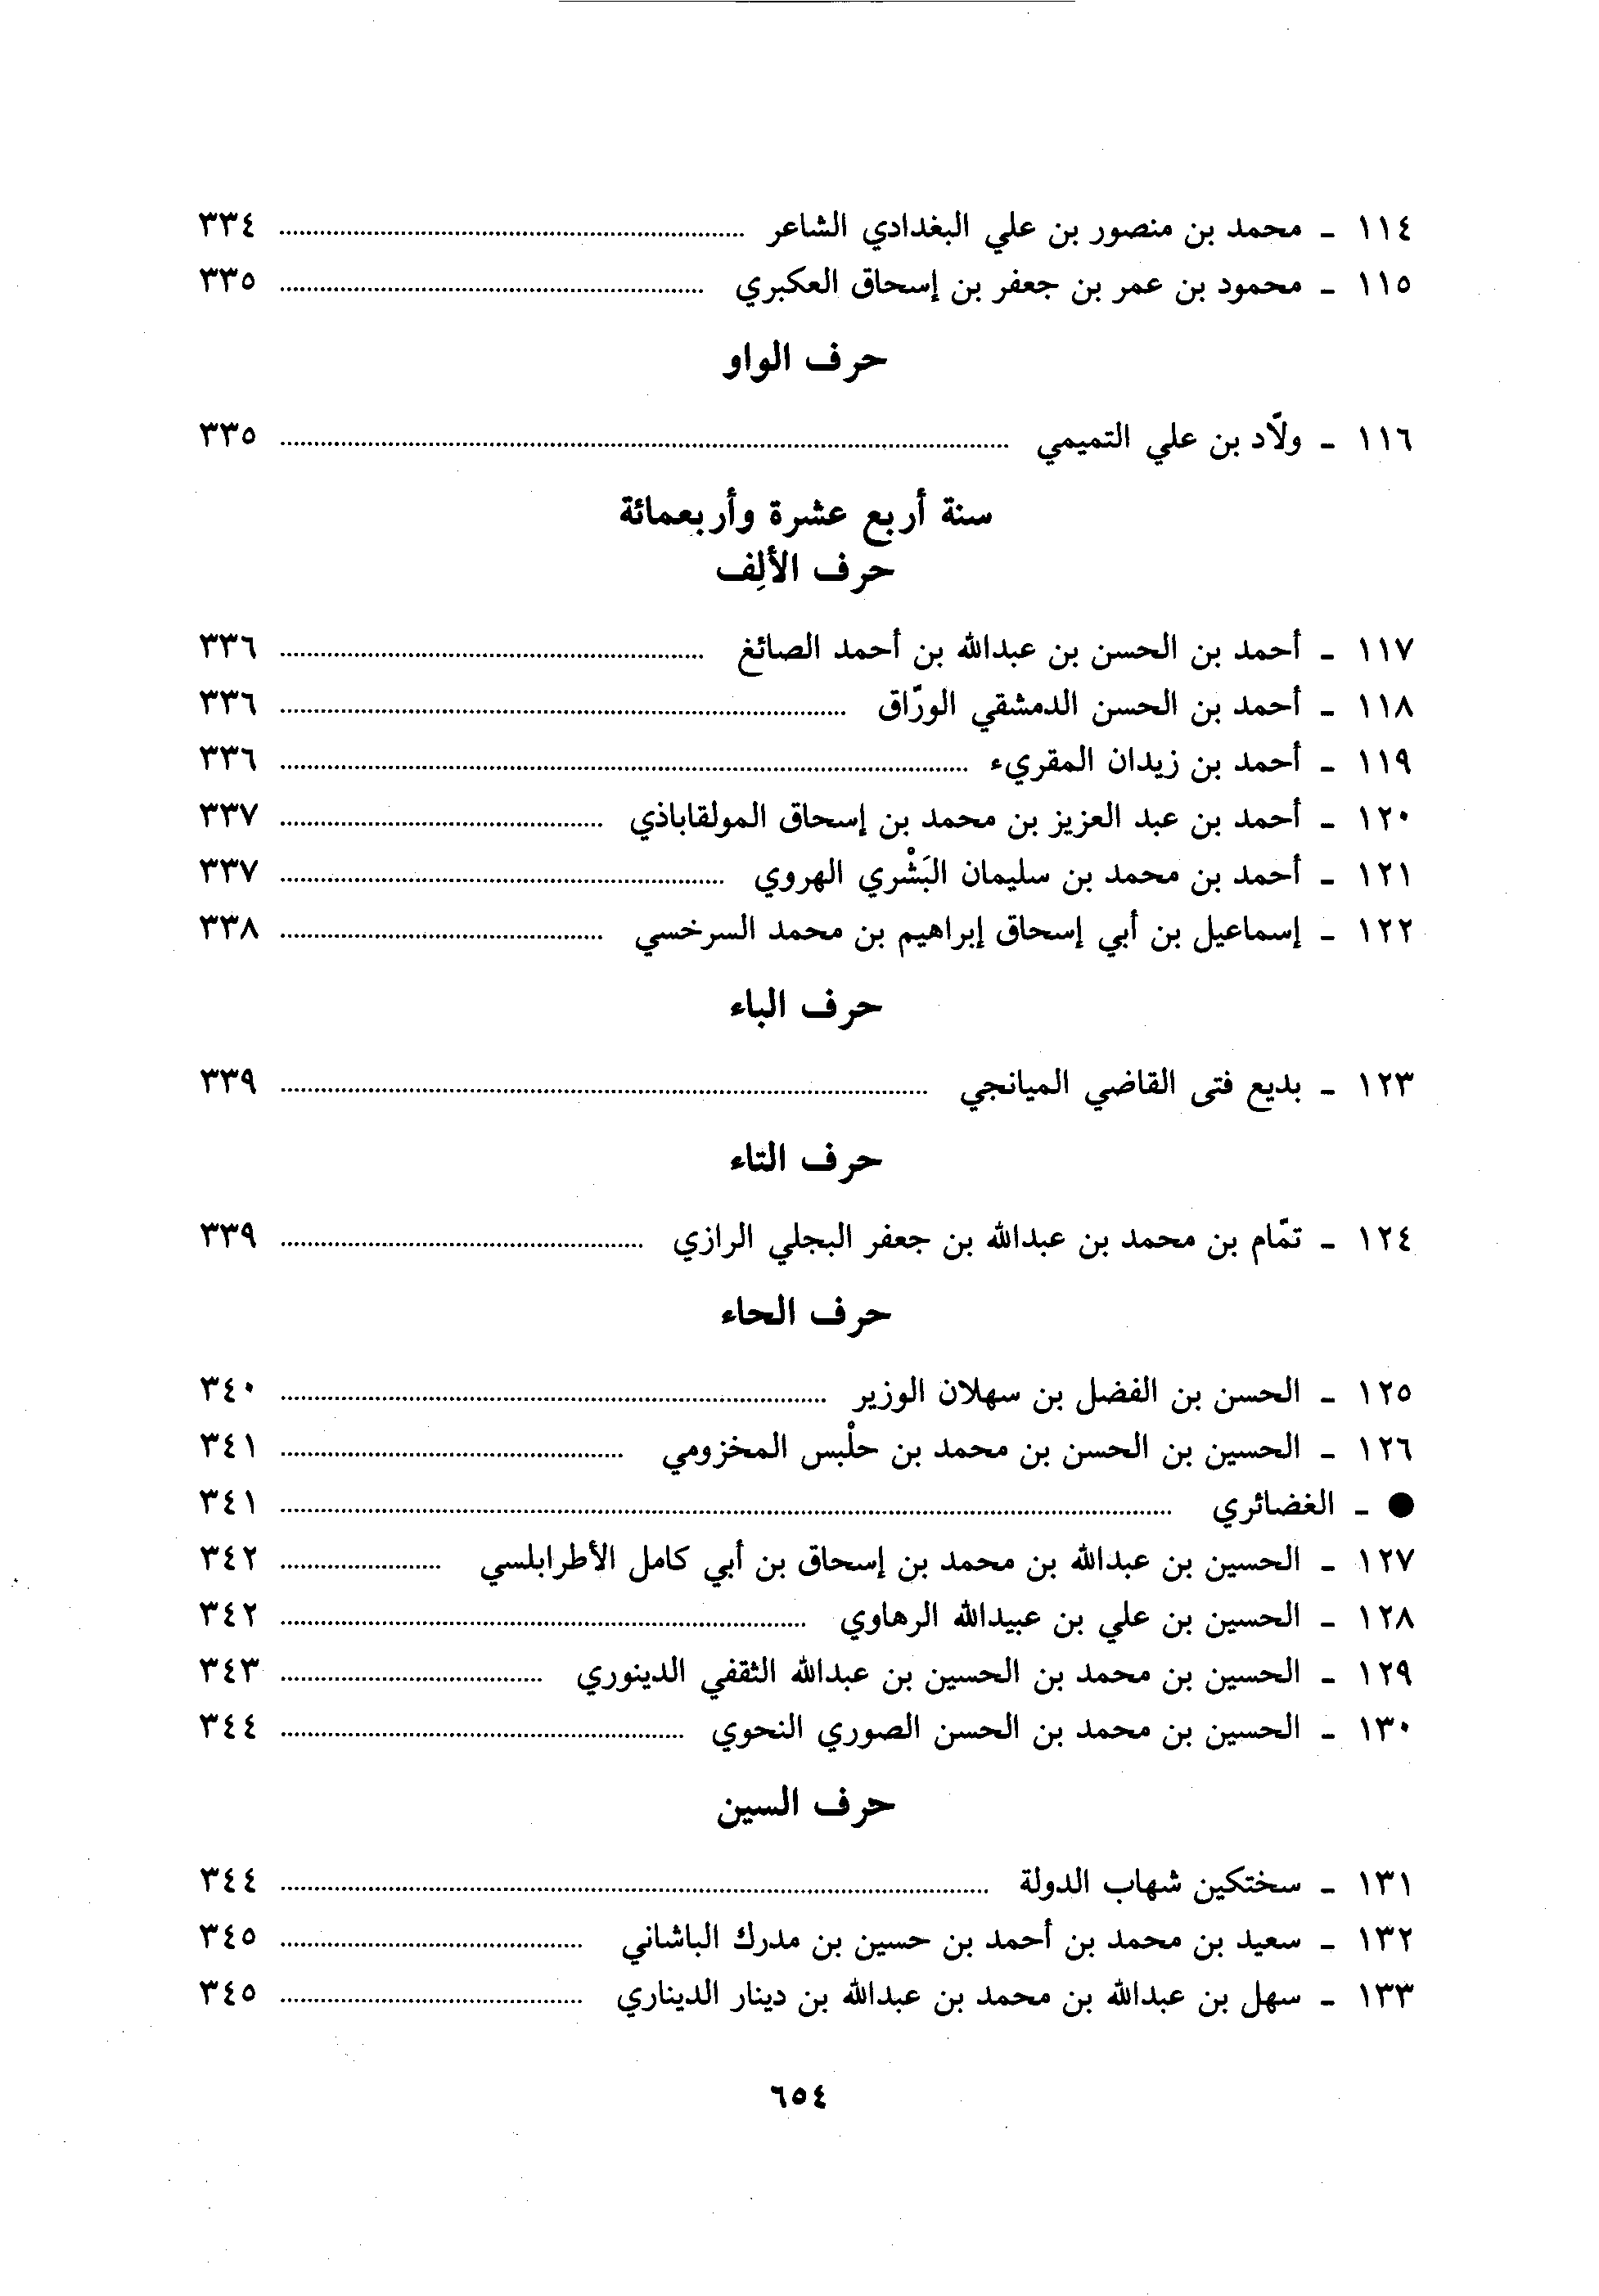 ١١٤ - محمد بن منصور بن علي البغدادي الشاعر ........ ٣٣٤
١١٥ - محمود بن عمر بن جعفر بن إسحاق العكبري ........ ٣٣٥
حرف الواو
١١٦ - ولّاد بن علي التميمي ........ ٣٣٥
سنة أربع عشرة وأربعمائة
حرف الألِف
١١٧ - أحمد بن الحسن بن عبدالله بن أحمد الصائغ ........ ٣٣٦
١١٨ - أحمد بن الحسن الدمشقي الورّاق ........ ٣٣٦
١١٩ - أحمد بن زيدان المقريء ........ ٣٣٦
١٢٠ - أحمد بن عبد العزيز بن محمد بن إسحاق المولقاباذي ........ ٣٣٧
١٢١ - أحمد بن محمد بن سليمان البَشْري الهروي ........ ٣٣٧
١٢٢ - إسماعيل بن أبي إسحاق إبراهيم بن محمد السرخسي ........ ٣٣٨
حرف الباء
١٢٣ - بديع فتى القاضي الميانجي ........ ٣٣٩
حرف التاء
١٢٤ - تمّام بن محمد بن عبدالله بن جعفر البجلي الرازي ........ ٣٣٩
حرف الحاء
١٢٥ - الحسن بن الفضل بن سهلان الوزير ........ ٣٤٠
١٢٦ - الحسين بن الحسن بن محمد بن حلْبس المخزومي ........ ٣٤١
● - الغضائري ........ ٣٤١
١٢٧ - الحسين بن عبدالله بن محمد بن إسحاق بن أبي كامل الأطرابلسي ........ ٣٤٢
١٢٨ - الحسين بن علي بن عبيدالله الرهاوي ........ ٣٤٢
١٢٩ - الحسين بن محمد بن الحسين بن عبدالله الثقفي الدينوري ........ ٣٤٣
١٣٠ - الحسين بن محمد بن الحسن الصوري النحوي ........ ٣٤٤
حرف السين
١٣١ - سختكين شهاب الدولة ........ ٣٤٤
١٣٢ - سعيد بن محمد بن أحمد بن حسين بن مدرك الباشاني ........ ٣٤٥
١٣٣ - سهل بن عبدالله بن محمد بن عبدالله بن دينار الديناري ........ ٣٤٥
٦٥٤